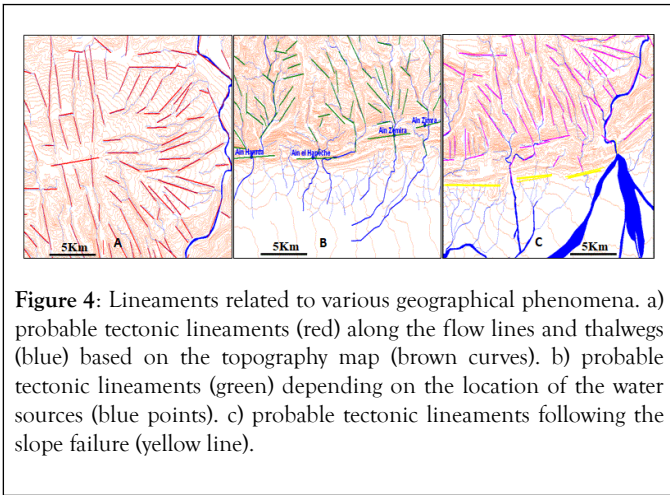 A
5Km
Ain Hambi
Ain el Hapeche
Ain Zemira
Ain Zimra
B
5Km
C
5Km
Figure 4: Lineaments related to various geographical phenomena. a)
probable tectonic lineaments (red) along the flow lines and thalwegs
(blue) based on the topography map (brown curves). b) probable
tectonic lineaments (green) depending on the location of the water
sources (blue points). c) probable tectonic lineaments following the
slope failure (yellow line).